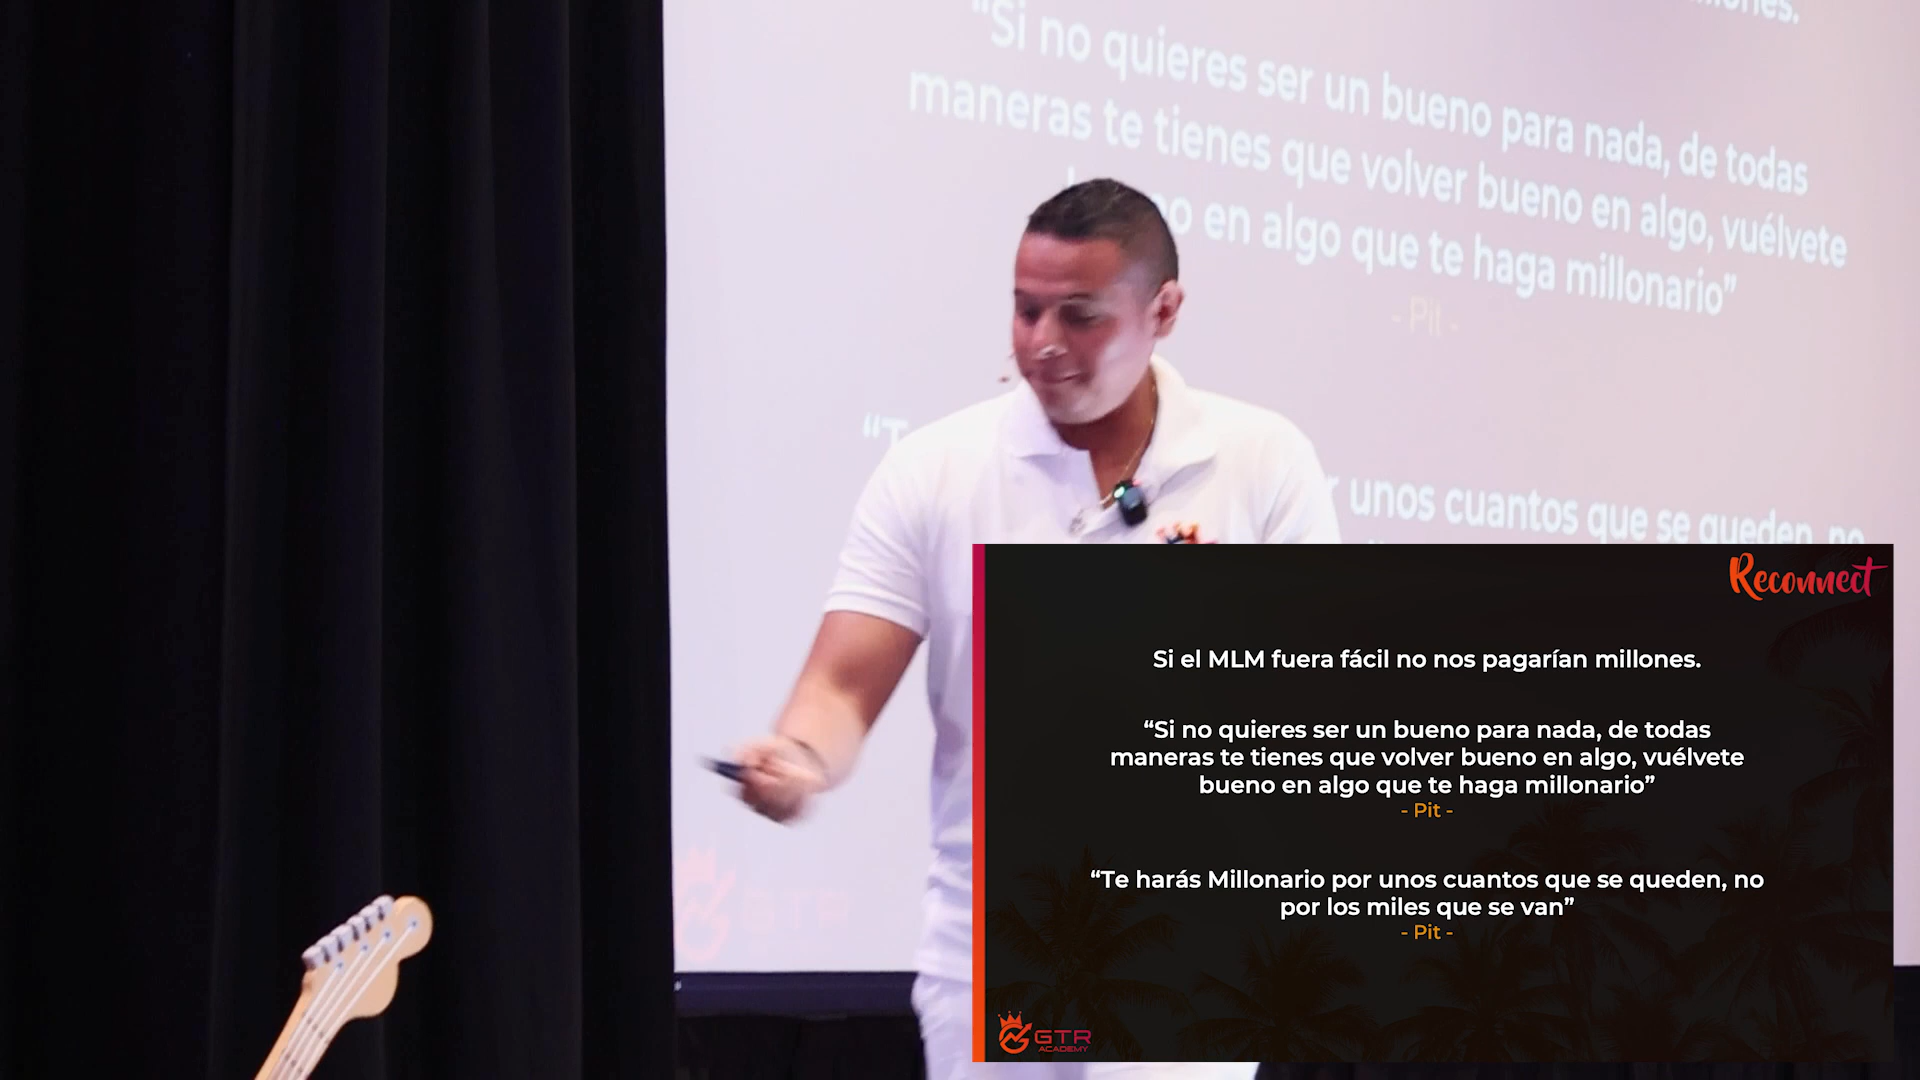 ones.
“Si no quieres ser un bueno para nada, de todas
maneras te tienes que volver bueno en algo, vuélvete
no en algo que te haga millonario”
- Pit -
“T
r unos cuantos que se queden, no
GTR
Reconnect
Si el MLM fuera fácil no nos pagarían millones.
“Si no quieres ser un bueno para nada, de todas
maneras te tienes que volver bueno en algo, vuélvete
bueno en algo que te haga millonario”
- Pit -
“Te harás Millonario por unos cuantos que se queden, no
por los miles que se van”
- Pit -
GTR
ACADEMY